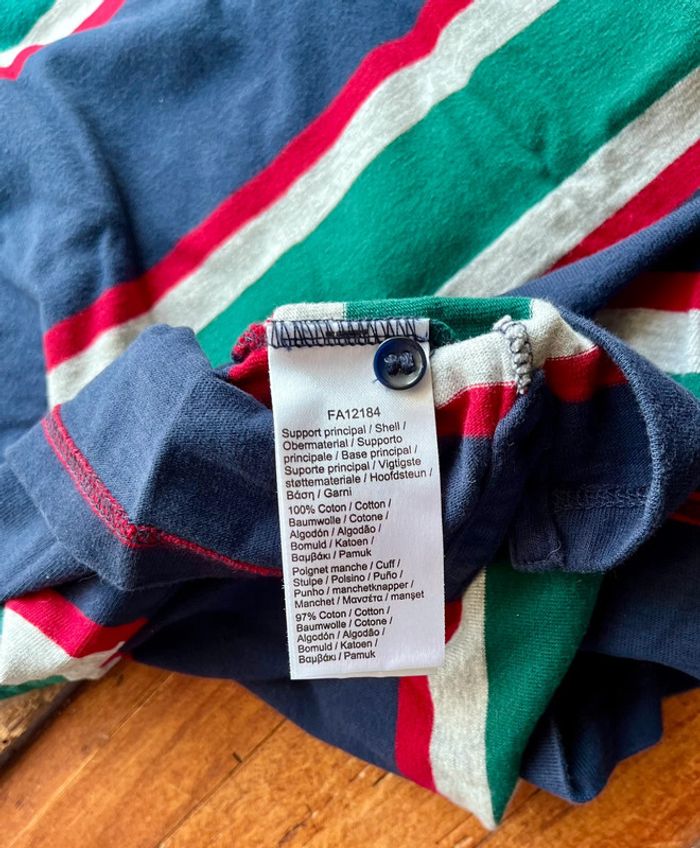 FA12184
Support principal / Shell /
Obermaterial / Supporto
principale / Base principal /
Suporte principal / Vigtigste
støttemateriale / Hoofdsteun /
Βάση / Garni
100% Coton / Cotton /
Baumwolle / Cotone /
Algodón / Algodão /
Bomuld / Katoen /
Βαμβάκι / Pamuk
Poignet manche / Cuff /
Stulpe / Polsino / Puño /
Punho / manchetknapper /
Manchet / Μανσέτα / manşet
97% Coton / Cotton /
Baumwolle / Cotone /
Algodón / Algodão /
Bomuld / Katoen /
Βαμβάκι / Pamuk